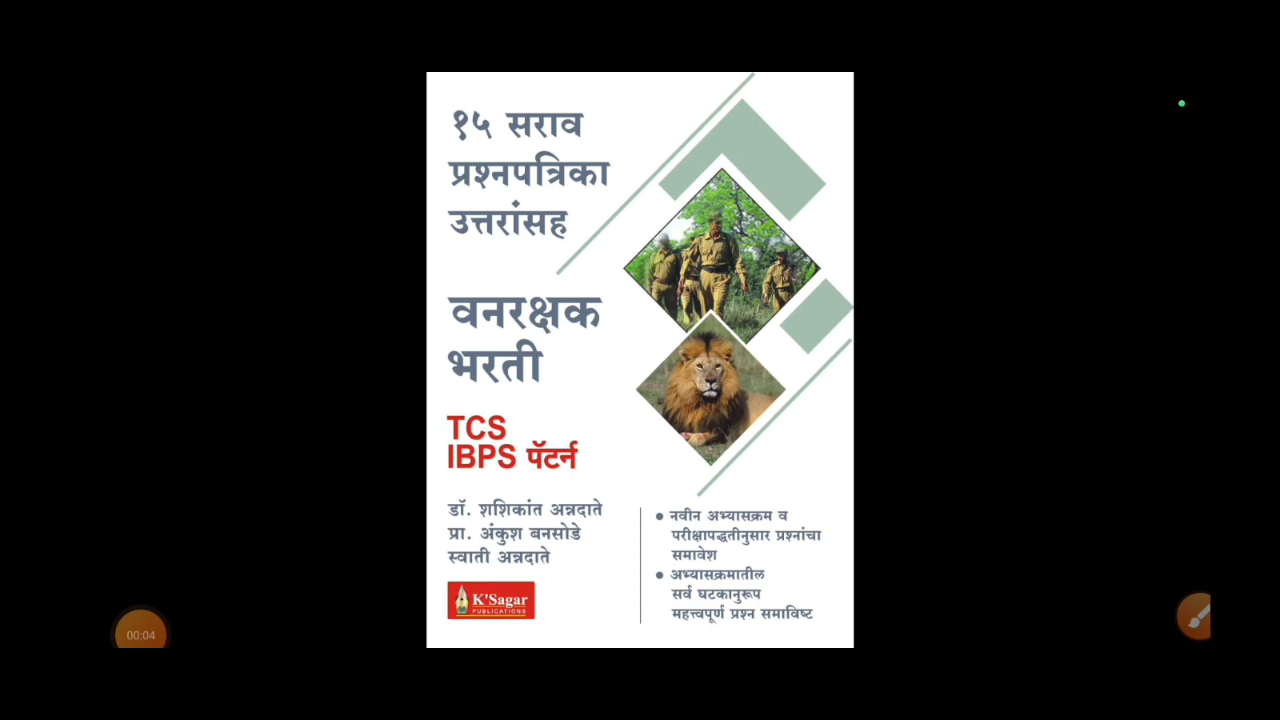 १५ सराव
प्रश्नपत्रिका
उत्तरांसह
वनरक्षक
भरती
TCS
IBPS पॅटर्न
डॉ. शशिकांत अन्नदाते
प्रा. अंकुश बनसोडे
स्वाती अन्नदाते
K'Sagar
PUBLICATIONS
● नवीन अभ्यासक्रम व
परीक्षापद्धतीनुसार प्रश्नांचा
समावेश
● अभ्यासक्रमातील
सर्व घटकानुरूप
महत्त्वपूर्ण प्रश्न समाविष्ट
00:04